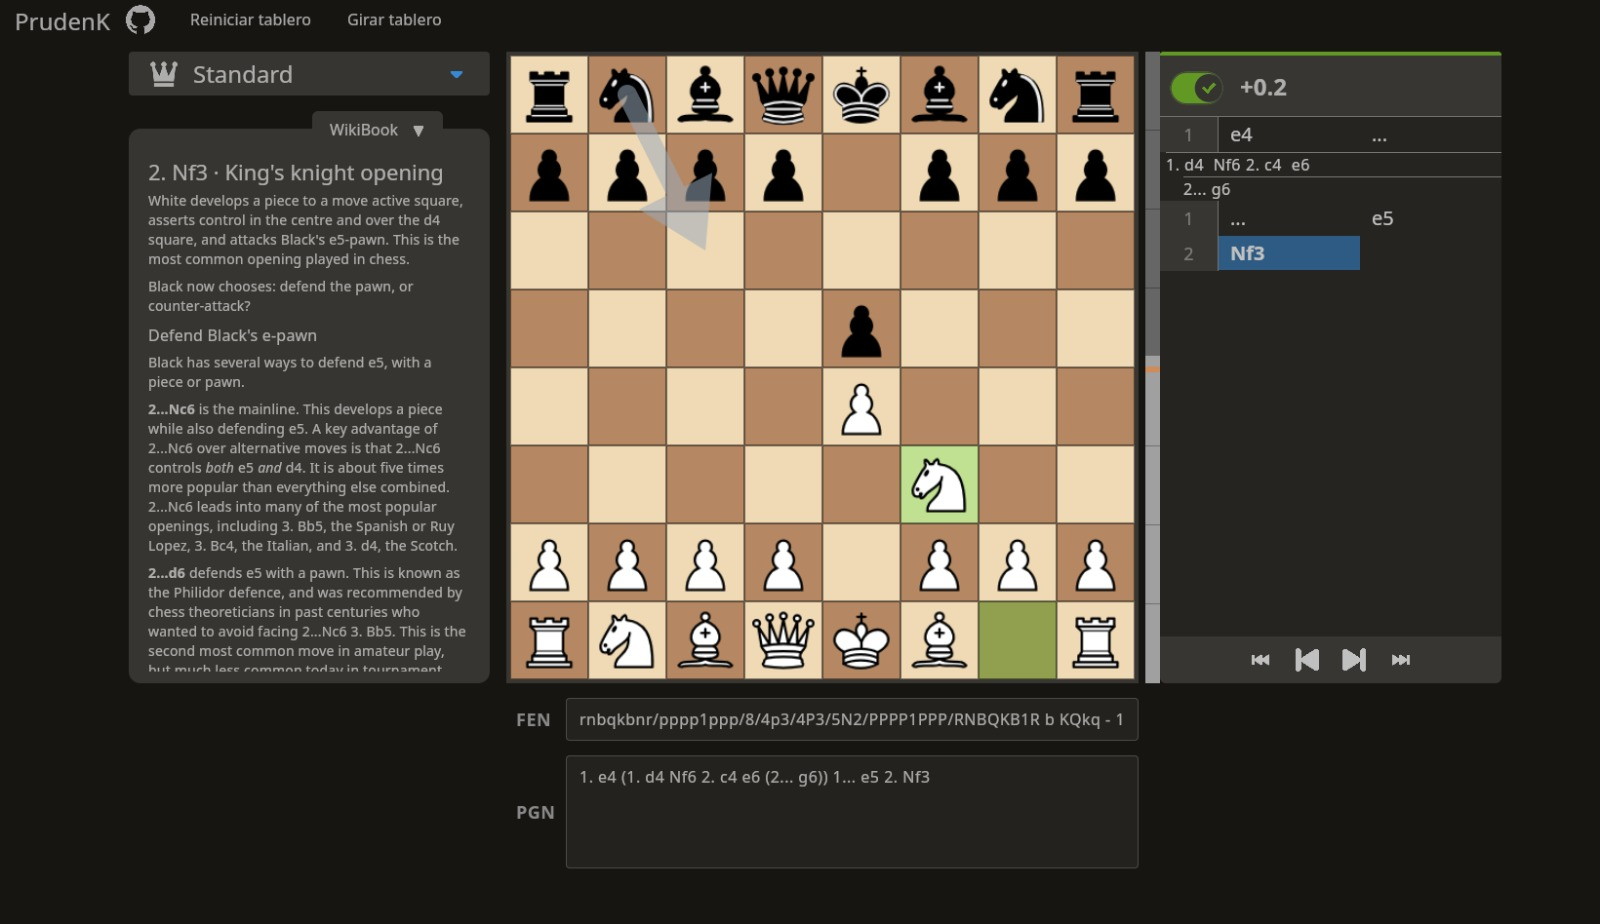 PrudenK
Reiniciar tablero
Girar tablero
Standard
WikiBook ▼
2. Nf3 · King's knight opening
White develops a piece to a move active square,
asserts control in the centre and over the d4
square, and attacks Black's e5-pawn. This is the
most common opening played in chess.
Black now chooses: defend the pawn, or
counter-attack?
Defend Black's e-pawn
Black has several ways to defend e5, with a
piece or pawn.
2...Nc6 is the mainline. This develops a piece
while also defending e5. A key advantage of
2...Nc6 over alternative moves is that 2...Nc6
controls both e5 and d4. It is about five times
more popular than everything else combined.
2...Nc6 leads into many of the most popular
openings, including 3. Bb5, the Spanish or Ruy
Lopez, 3. Bc4, the Italian, and 3. d4, the Scotch.
2...d6 defends e5 with a pawn. This is known as
the Philidor defence, and was recommended by
chess theoreticians in past centuries who
wanted to avoid facing 2...Nc6 3. Bb5. This is the
second most common move in amateur play,
but much less common today in tournament
+0.2
1 e4 ...
1. d4 Nf6 2. c4 e6
2... g6
1 ... e5
2 Nf3
FEN
rnbqkbnr/pppp1ppp/8/4p3/4P3/5N2/PPPP1PPP/RNBQKB1R b KQkq - 1
PGN
1. e4 (1. d4 Nf6 2. c4 e6 (2... g6)) 1... e5 2. Nf3